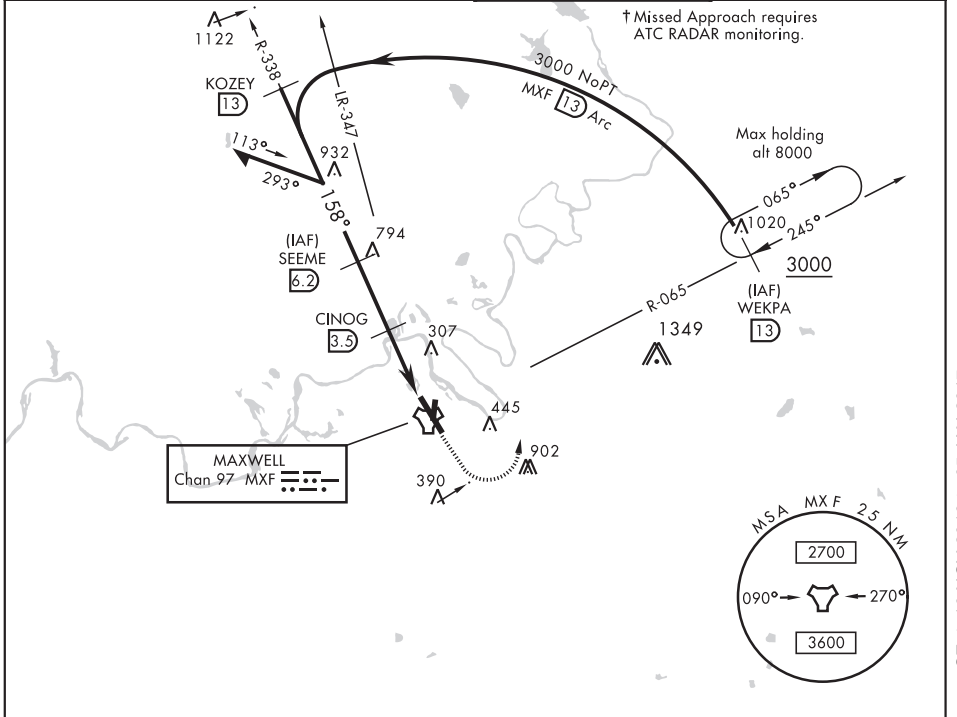 † Missed Approach requires
ATC RADAR monitoring.
1122
R-338
KOZEY
13
LR-347
3000 NoPT
MXF 13 Arc
Max holding
alt 8000
113°
293°
932
158°
065°
1020
245°
3000
(IAF)
SEEME
6.2
794
R-065
(IAF)
WEKPA
13
CINOG
3.5
307
1349
445
902
MAXWELL
Chan 97 MXF
390
MSA MXF 25 NM
2700
090°
270°
3600